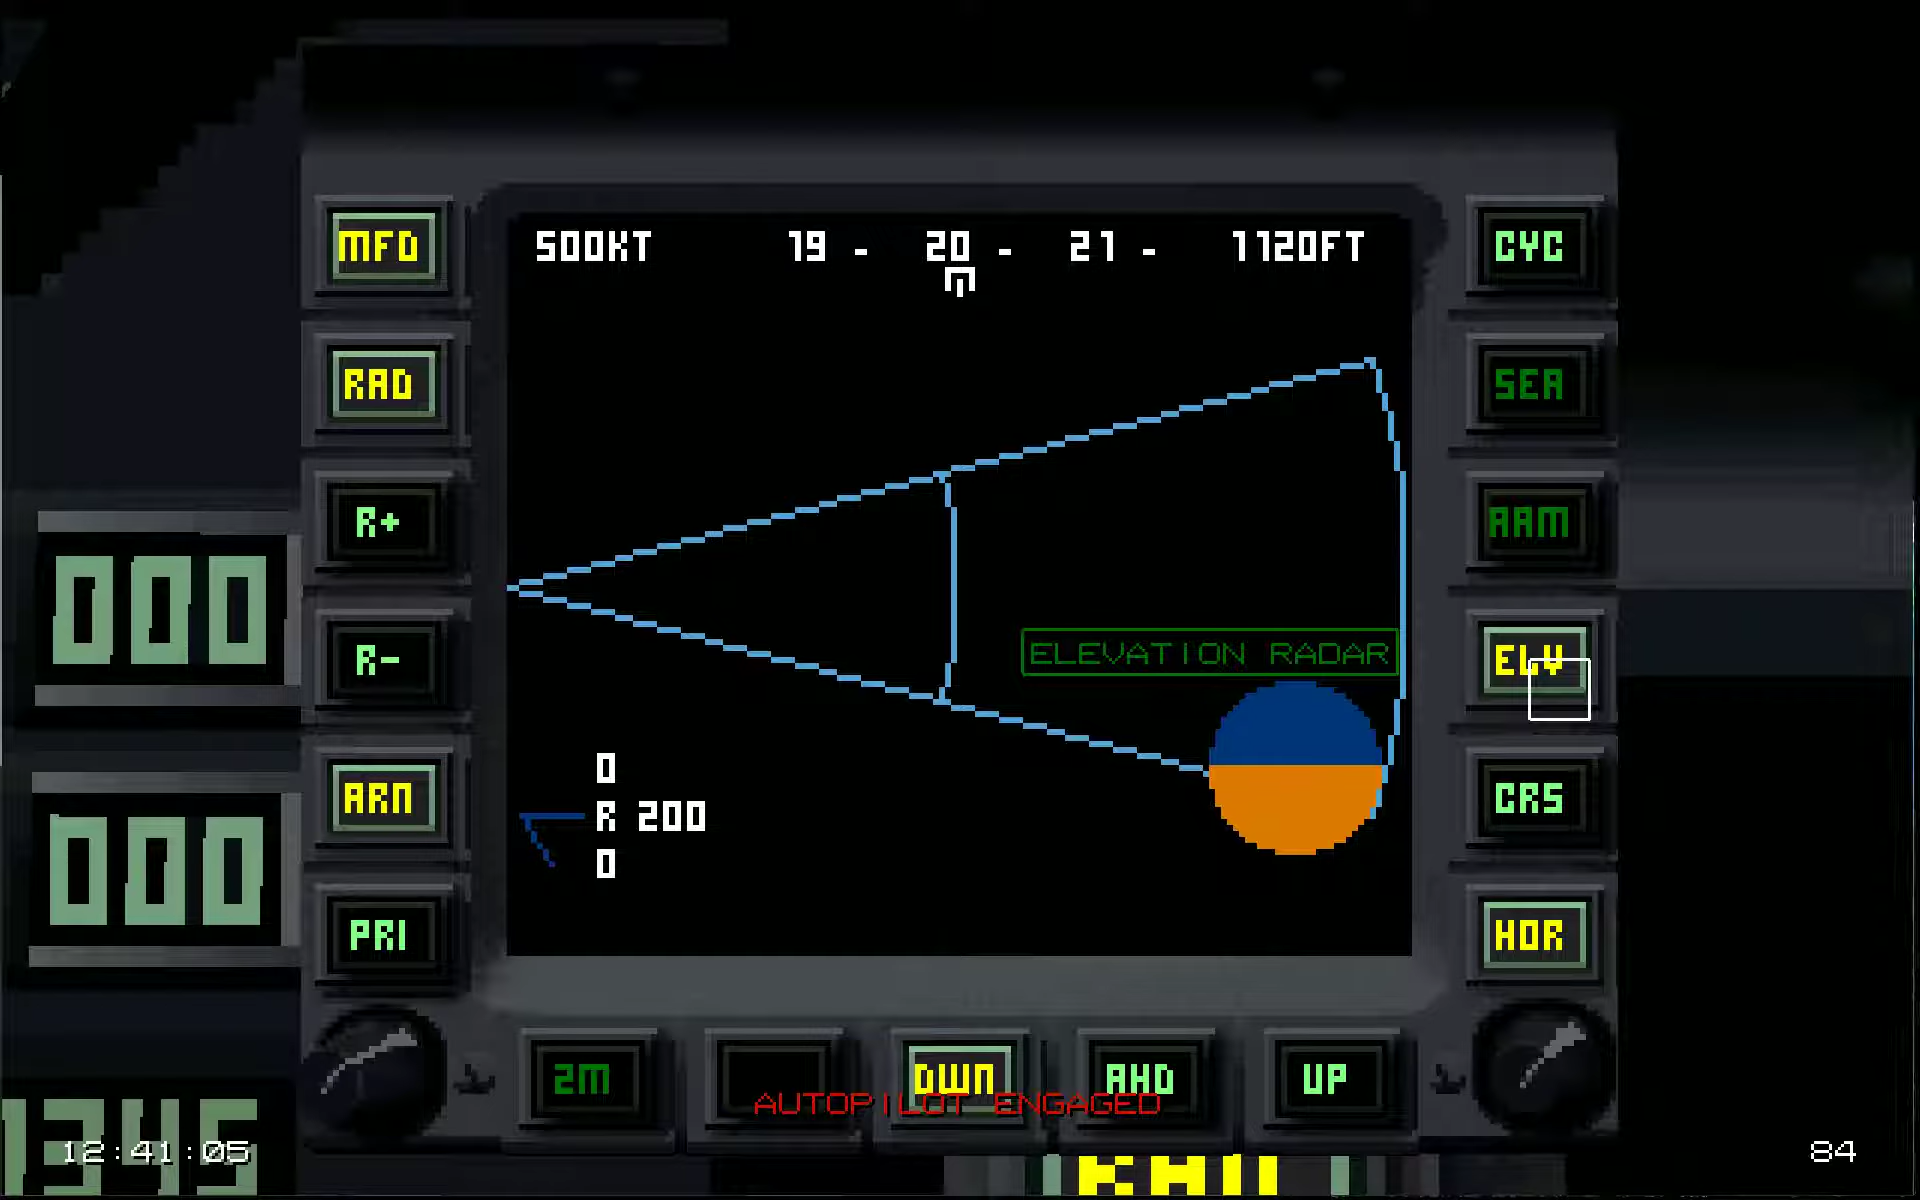 MFD
500KT 19 - 20 - 21 - 1120FT
CYC
RAD
SEA
R+
AAM
000
R-
ELEVATION RADAR
ELV
0
ARN
R 200
CRS
0
000
PRI
HOR
2M
DWN
AHD
UP
AUTOPILOT ENGAGED
1345
12:41:05
84